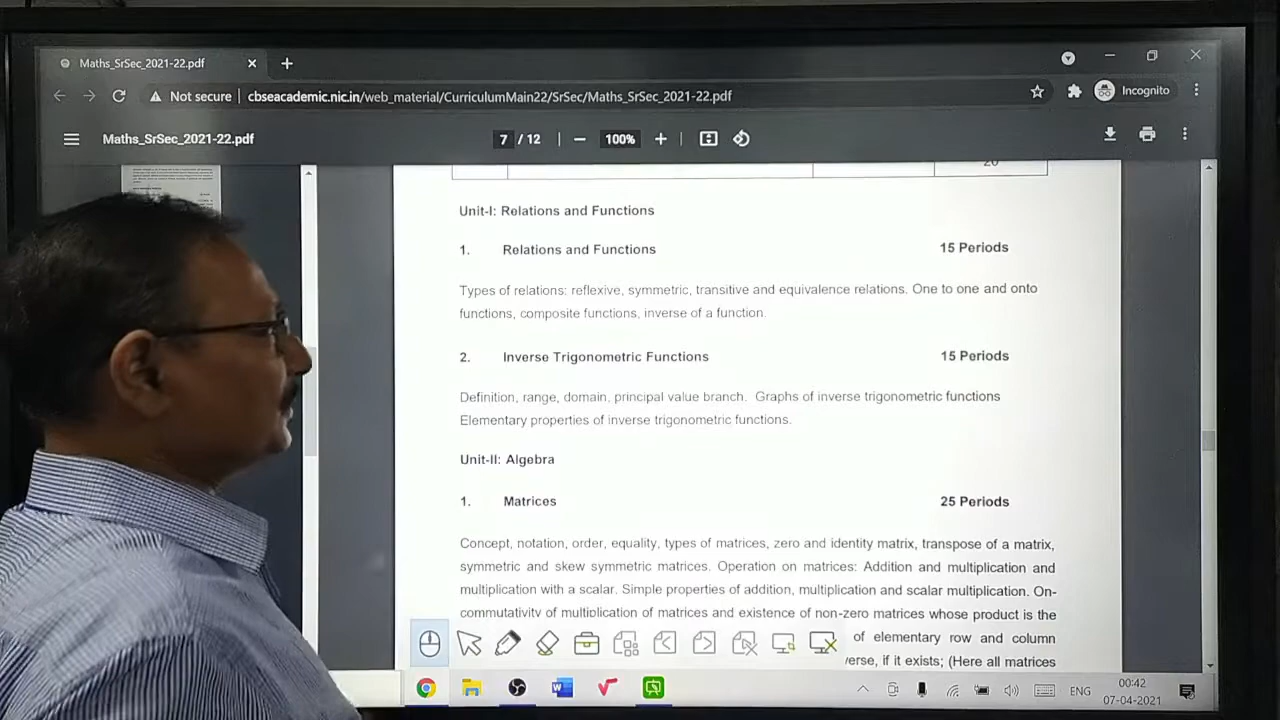 Maths_SrSec_2021-22.pdf
Not secure
cbseacademic.nic.in/web_material/CurriculumMain22/SrSec/Maths_SrSec_2021-22.pdf
Incognito
Maths_SrSec_2021-22.pdf
7 / 12
100%
20
Unit-I: Relations and Functions
1. Relations and Functions 15 Periods
Types of relations: reflexive, symmetric, transitive and equivalence relations. One to one and onto
functions, composite functions, inverse of a function.
2. Inverse Trigonometric Functions 15 Periods
Definition, range, domain, principal value branch. Graphs of inverse trigonometric functions
Elementary properties of inverse trigonometric functions.
Unit-II: Algebra
1. Matrices 25 Periods
Concept, notation, order, equality, types of matrices, zero and identity matrix, transpose of a matrix,
symmetric and skew symmetric matrices. Operation on matrices: Addition and multiplication and
multiplication with a scalar. Simple properties of addition, multiplication and scalar multiplication. On-
commutativity of multiplication of matrices and existence of non-zero matrices whose product is the
of elementary row and column
verse, if it exists; (Here all matrices
ENG
00:42
07-04-2021